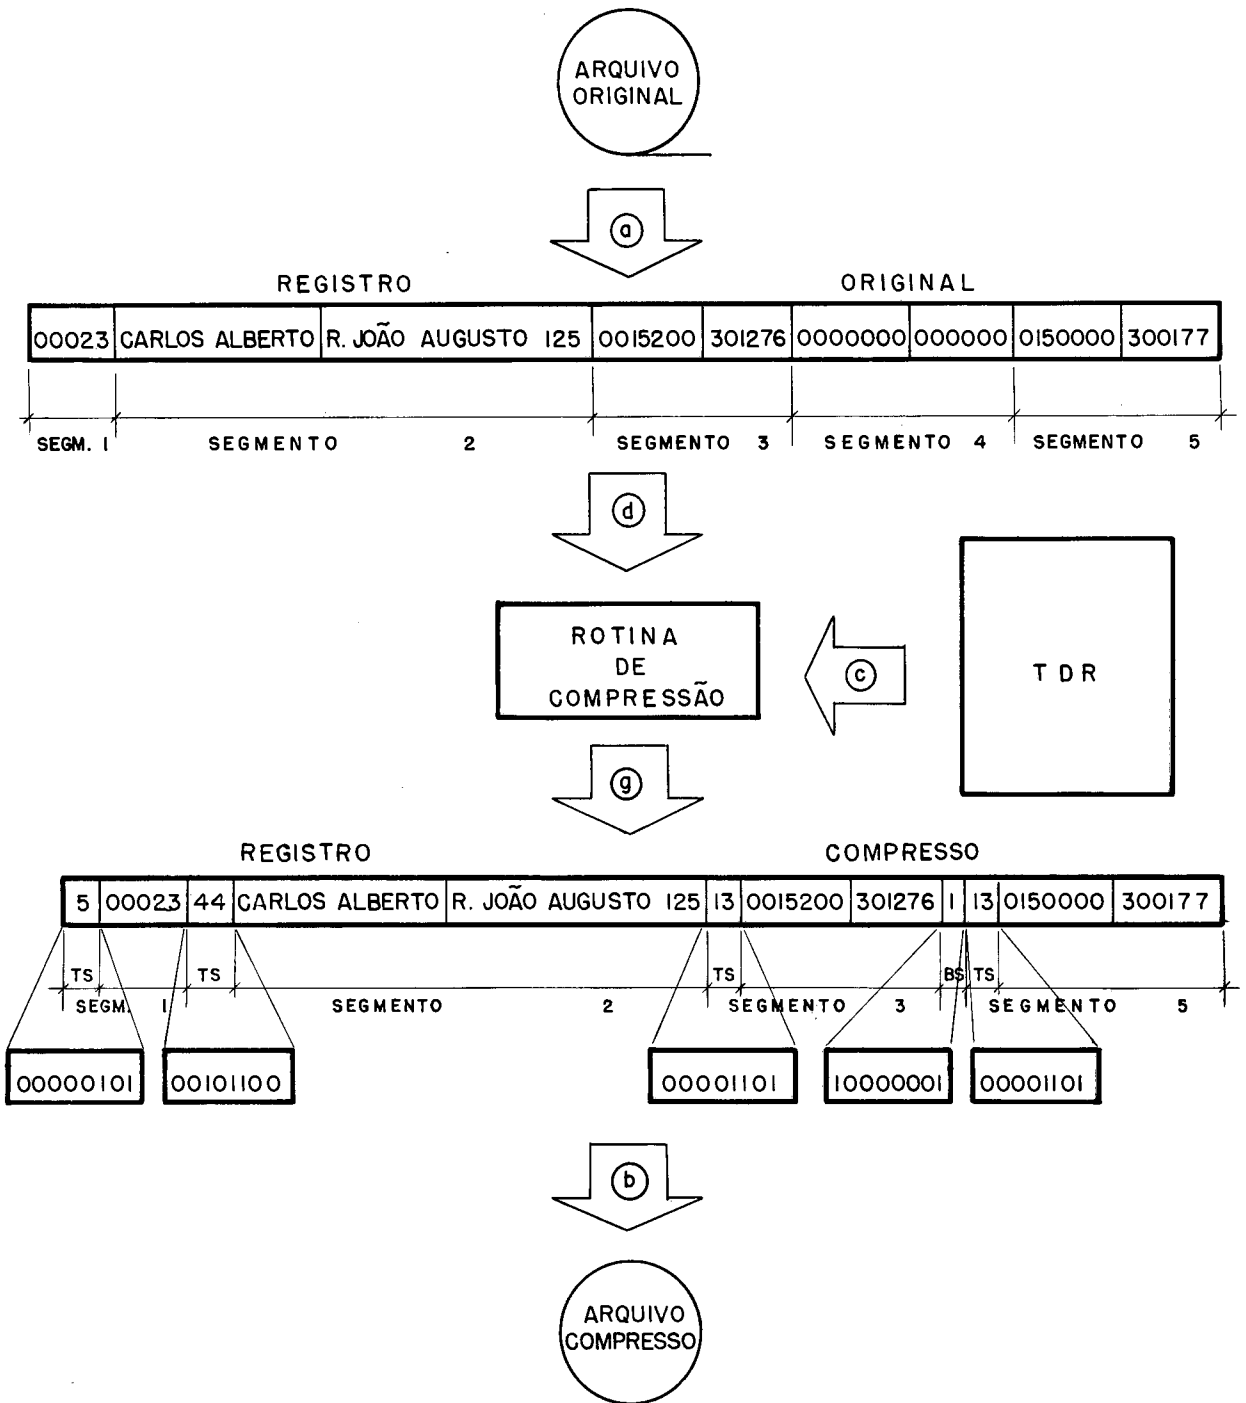 ARQUIVO
ORIGINAL
a
REGISTRO ORIGINAL
00023 CARLOS ALBERTO R. JOÃO AUGUSTO 125 0015200 301276 0000000 000000 0150000 300177
SEGM. 1 SEGMENTO 2 SEGMENTO 3 SEGMENTO 4 SEGMENTO 5
d
ROTINA
DE
COMPRESSÃO
c
TDR
g
REGISTRO COMPRESSO
5 00023 44 CARLOS ALBERTO R. JOÃO AUGUSTO 125 13 0015200 301276 1 13 0150000 300177
TS TS TS BS TS
SEGM. 1 SEGMENTO 2 SEGMENTO 3 SEGMENTO 5
00000101 00101100 00001101 10000001 00001101
b
ARQUIVO
COMPRESSO